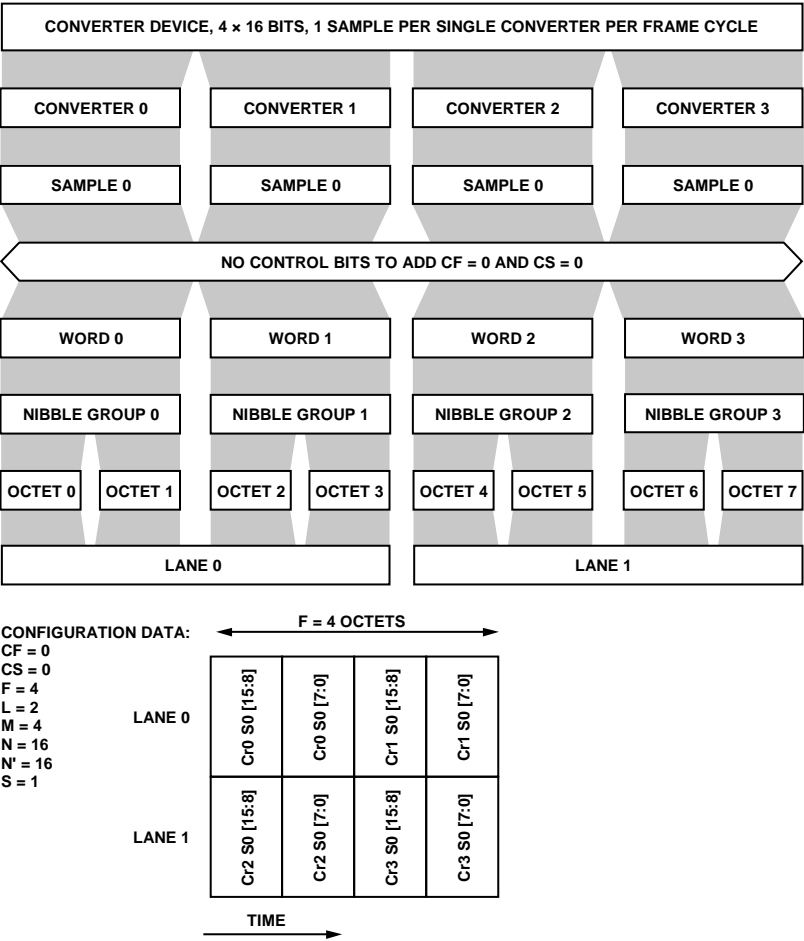 CONVERTER DEVICE, 4 × 16 BITS, 1 SAMPLE PER SINGLE CONVERTER PER FRAME CYCLE
CONVERTER 0 CONVERTER 1 CONVERTER 2 CONVERTER 3
SAMPLE 0 SAMPLE 0 SAMPLE 0 SAMPLE 0
NO CONTROL BITS TO ADD CF = 0 AND CS = 0
WORD 0 WORD 1 WORD 2 WORD 3
NIBBLE GROUP 0 NIBBLE GROUP 1 NIBBLE GROUP 2 NIBBLE GROUP 3
OCTET 0 OCTET 1 OCTET 2 OCTET 3 OCTET 4 OCTET 5 OCTET 6 OCTET 7
LANE 0 LANE 1
CONFIGURATION DATA:
CF = 0
CS = 0
F = 4
L = 2
M = 4
N = 16
N' = 16
S = 1
F = 4 OCTETS
LANE 0
Cr0 S0 [15:8]
Cr0 S0 [7:0]
Cr1 S0 [15:8]
Cr1 S0 [7:0]
LANE 1
Cr2 S0 [15:8]
Cr2 S0 [7:0]
Cr3 S0 [15:8]
Cr3 S0 [7:0]
TIME